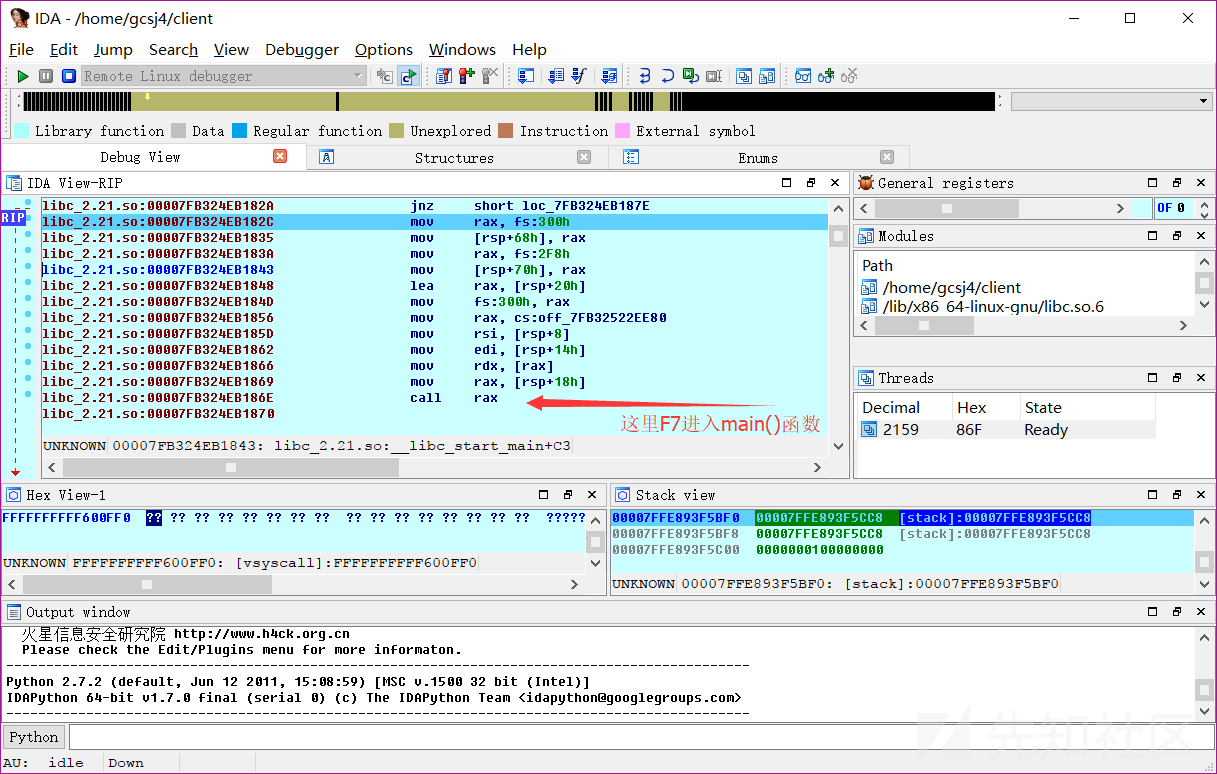 IDA - /home/gcsj4/client
File Edit Jump Search View Debugger Options Windows Help
Remote Linux debugger
Library function Data Regular function Unexplored Instruction External symbol
Debug View Structures Enums
IDA View-RIP
RIP
libc_2.21.so:00007FB324EB182A jnz short loc_7FB324EB187E
libc_2.21.so:00007FB324EB182C mov rax, fs:300h
libc_2.21.so:00007FB324EB1835 mov [rsp+68h], rax
libc_2.21.so:00007FB324EB183A mov rax, fs:2F8h
libc_2.21.so:00007FB324EB1843 mov [rsp+70h], rax
libc_2.21.so:00007FB324EB1848 lea rax, [rsp+20h]
libc_2.21.so:00007FB324EB184D mov fs:300h, rax
libc_2.21.so:00007FB324EB1856 mov rax, cs:off_7FB32522EE80
libc_2.21.so:00007FB324EB185D mov rsi, [rsp+8]
libc_2.21.so:00007FB324EB1862 mov edi, [rsp+14h]
libc_2.21.so:00007FB324EB1866 mov rdx, [rax]
libc_2.21.so:00007FB324EB1869 mov rax, [rsp+18h]
libc_2.21.so:00007FB324EB186E call rax
libc_2.21.so:00007FB324EB1870
这里F7进入main()函数
UNKNOWN 00007FB324EB1843: libc_2.21.so:__libc_start_main+C3
General registers
OF 0
Modules
Path
/home/gcsj4/client
/lib/x86_64-linux-gnu/libc.so.6
Threads
Decimal Hex State
2159 86F Ready
Hex View-1
FFFFFFFFFF600FF0 ?? ?? ?? ?? ?? ?? ?? ?? ?? ?? ?? ?? ?? ?? ?? ?? ?????
UNKNOWN FFFFFFFFFF600FF0: [vsyscall]:FFFFFFFFFF600FF0
Stack view
00007FFE893F5BF0 00007FFE893F5CC8 [stack]:00007FFE893F5CC8
00007FFE893F5BF8 00007FFE893F5CC8 [stack]:00007FFE893F5CC8
00007FFE893F5C00 0000000100000000
UNKNOWN 00007FFE893F5BF0: [stack]:00007FFE893F5BF0
Output window
火星信息安全研究院 http://www.h4ck.org.cn
Please check the Edit/Plugins menu for more informaton.
---------------------------------------------------------------------------------------------
Python 2.7.2 (default, Jun 12 2011, 15:08:59) [MSC v.1500 32 bit (Intel)]
IDAPython 64-bit v1.7.0 final (serial 0) (c) The IDAPython Team <idapython@googlegroups.com>
---------------------------------------------------------------------------------------------
Python
AU: idle Down
先知社区